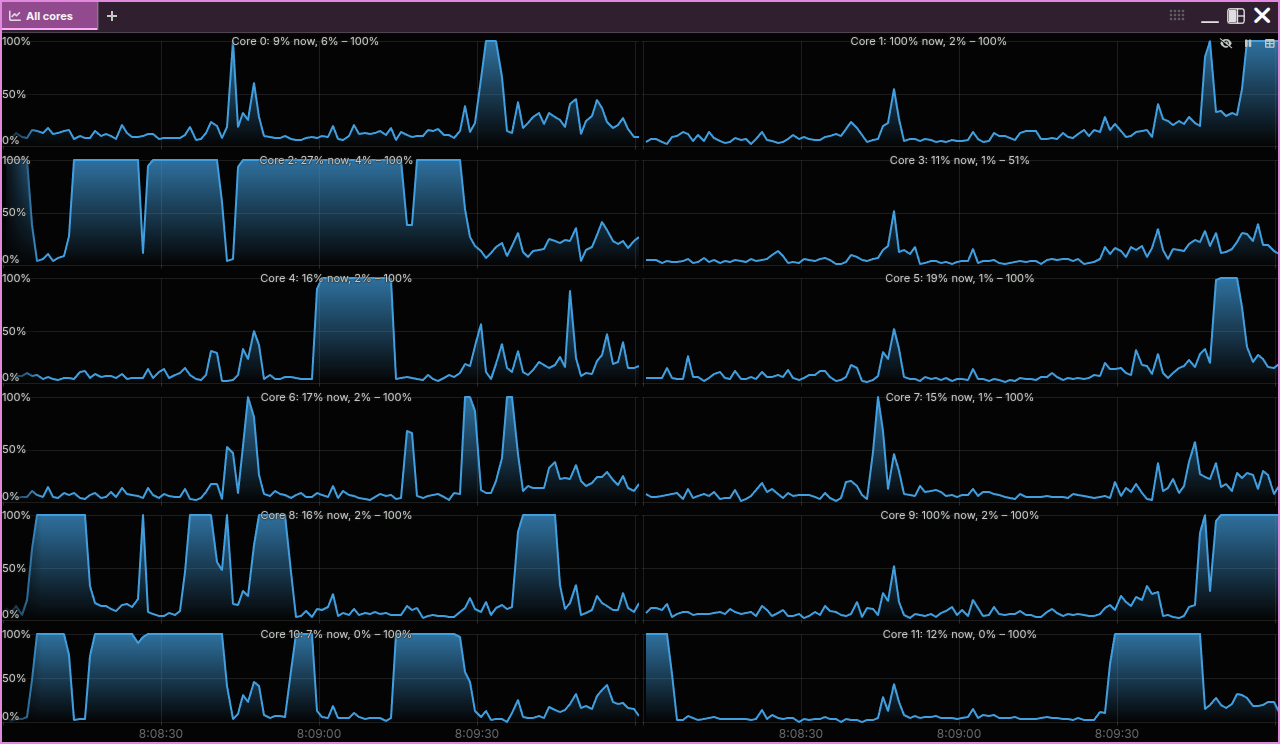 All cores
Core 0: 9% now, 6% – 100%
Core 1: 100% now, 2% – 100%
100%
50%
0%
Core 2: 27% now, 4% – 100%
Core 3: 11% now, 1% – 51%
100%
50%
0%
Core 4: 16% now, 2% – 100%
Core 5: 19% now, 1% – 100%
100%
50%
0%
Core 6: 17% now, 2% – 100%
Core 7: 15% now, 1% – 100%
100%
50%
0%
Core 8: 16% now, 2% – 100%
Core 9: 100% now, 2% – 100%
100%
50%
0%
Core 10: 7% now, 0% – 100%
Core 11: 12% now, 0% – 100%
100%
50%
0%
8:08:30 8:09:00 8:09:30 8:08:30 8:09:00 8:09:30